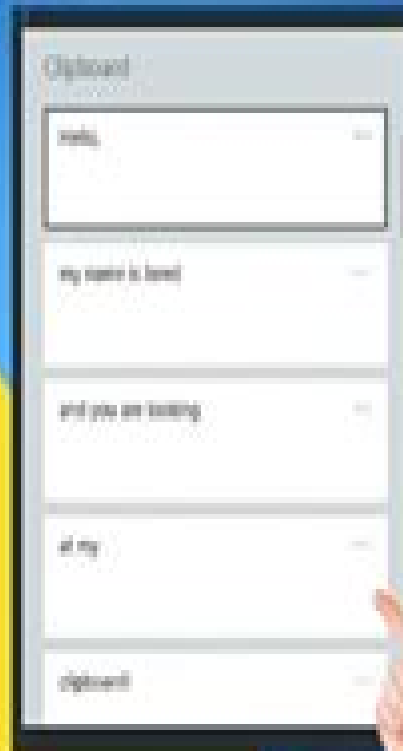 Clipboard
Hello,
my name is
and you are looking
at my
clipboard